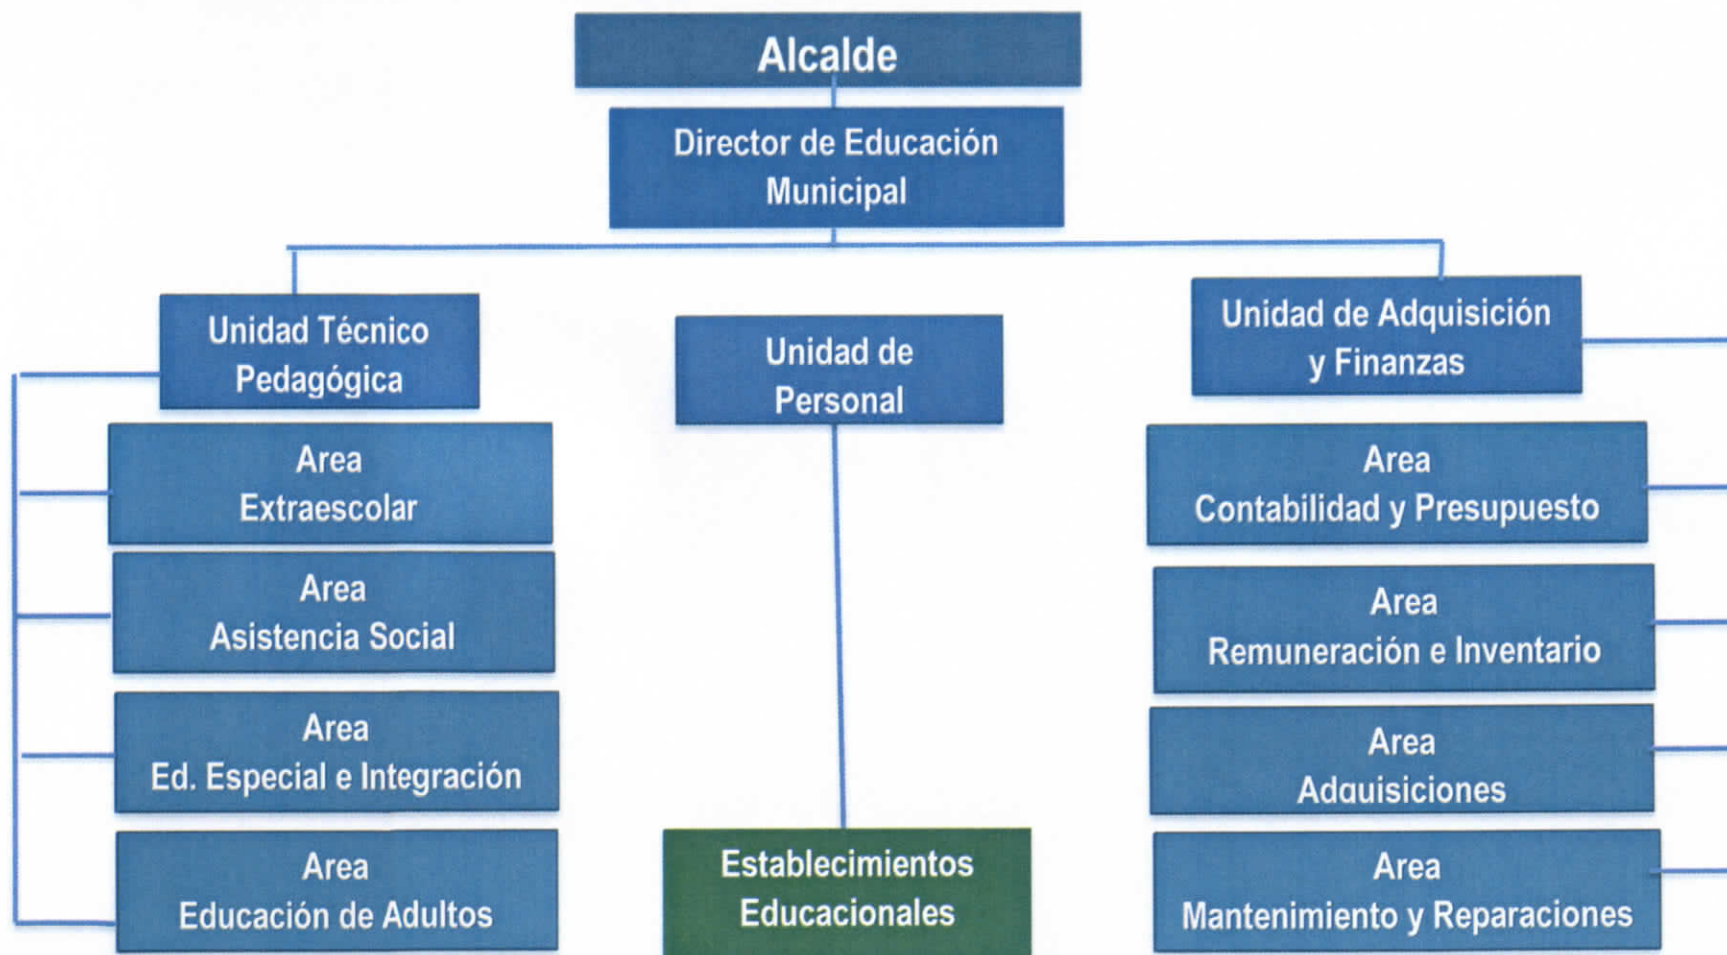 Alcalde
Director de Educación
Municipal
Unidad Técnico
Pedagógica
Unidad de
Personal
Unidad de Adquisición
y Finanzas
Area
Extraescolar
Area
Asistencia Social
Area
Ed. Especial e Integración
Area
Educación de Adultos
Establecimientos
Educacionales
Area
Contabilidad y Presupuesto
Area
Remuneración e Inventario
Area
Adquisiciones
Area
Mantenimiento y Reparaciones